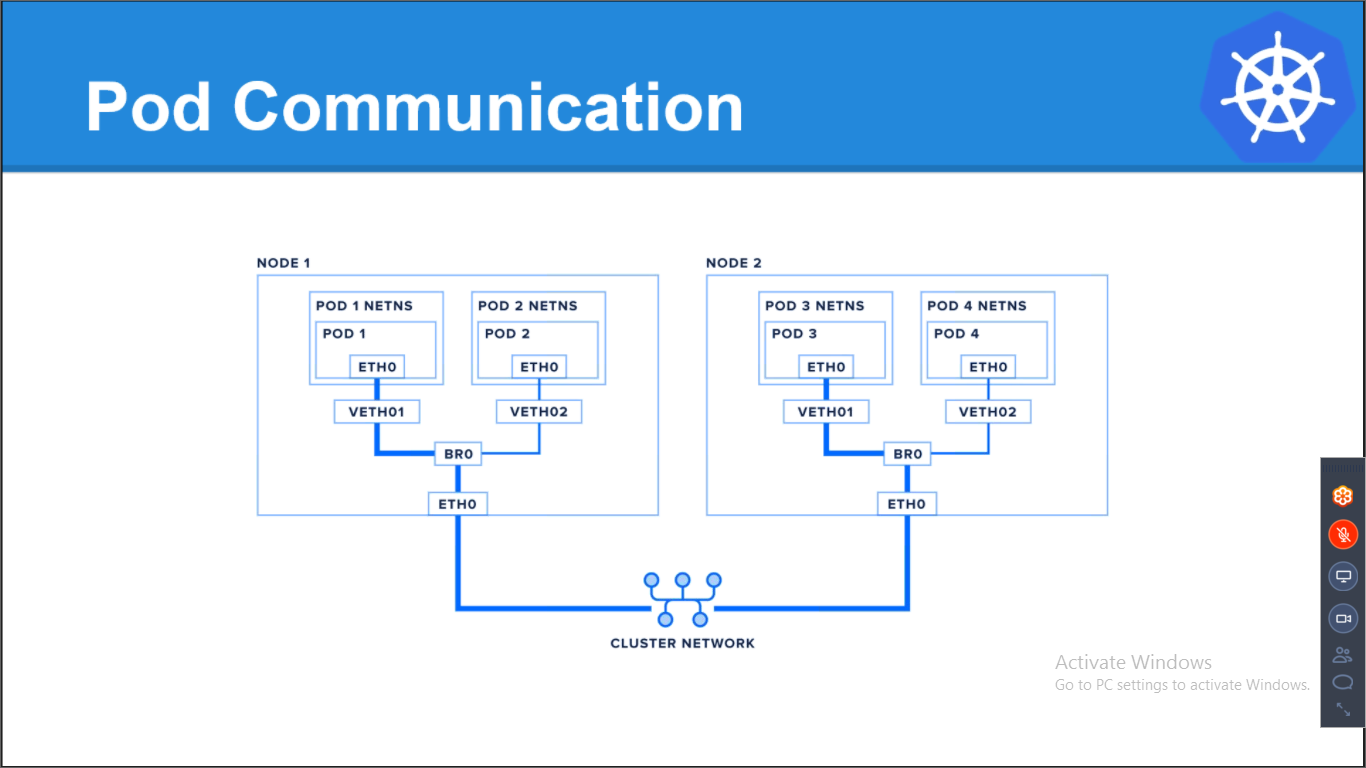 Pod Communication
NODE 1
NODE 2
POD 1 NETNS
POD 2 NETNS
POD 3 NETNS
POD 4 NETNS
POD 1
POD 2
POD 3
POD 4
ETH0
ETH0
ETH0
ETH0
VETH01
VETH02
VETH01
VETH02
BR0
BR0
ETH0
ETH0
CLUSTER NETWORK
Activate Windows
Go to PC settings to activate Windows.